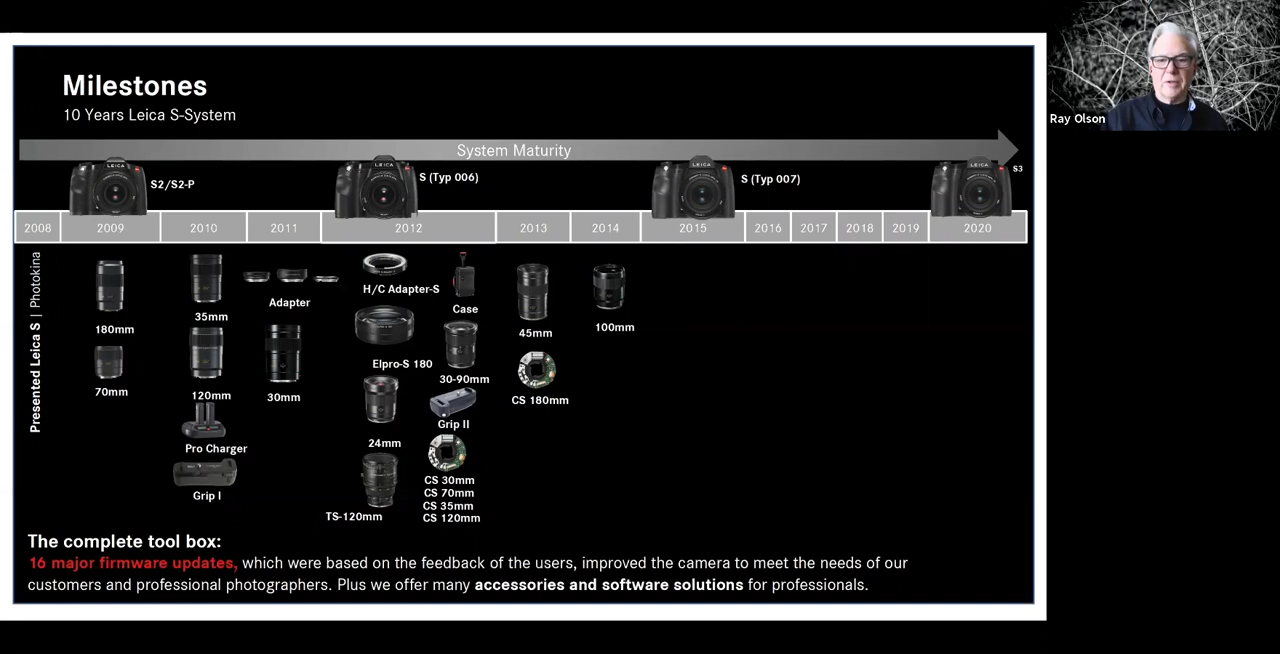 Milestones
10 Years Leica S-System
Ray Olson
System Maturity
LEICA
S2/S2-P
LEICA
S (Typ 006)
LEICA
S (Typ 007)
LEICA
S3
2008 2009 2010 2011 2012 2013 2014 2015 2016 2017 2018 2019 2020
Presented Leica S | Photokina
180mm
70mm
35mm
120mm
Pro Charger
Grip I
Adapter
30mm
H/C Adapter-S
Elpro-S 180
24mm
TS-120mm
Case
30-90mm
Grip II
CS 30mm
CS 70mm
CS 35mm
CS 120mm
45mm
CS 180mm
100mm
The complete tool box:
16 major firmware updates, which were based on the feedback of the users, improved the camera to meet the needs of our
customers and professional photographers. Plus we offer many accessories and software solutions for professionals.